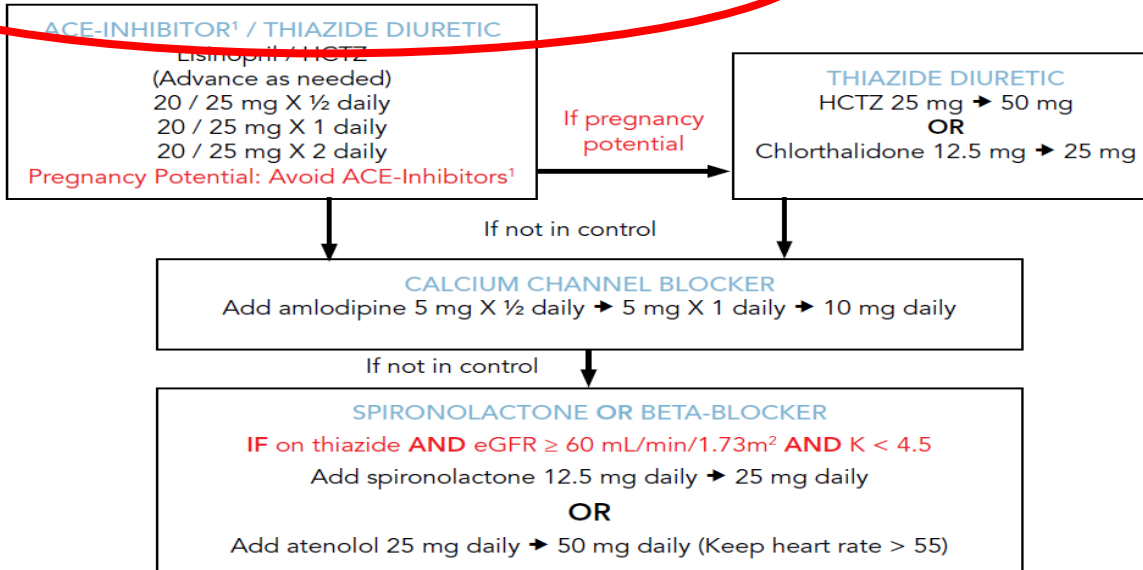 ACE-INHIBITOR¹ / THIAZIDE DIURETIC
Lisinopril / HCTZ
(Advance as needed)
20 / 25 mg X ½ daily
20 / 25 mg X 1 daily
20 / 25 mg X 2 daily
Pregnancy Potential: Avoid ACE-Inhibitors¹
If pregnancy
potential
THIAZIDE DIURETIC
HCTZ 25 mg → 50 mg
OR
Chlorthalidone 12.5 mg → 25 mg
If not in control
CALCIUM CHANNEL BLOCKER
Add amlodipine 5 mg X ½ daily → 5 mg X 1 daily → 10 mg daily
If not in control
SPIRONOLACTONE OR BETA-BLOCKER
IF on thiazide AND eGFR ≥ 60 mL/min/1.73m² AND K < 4.5
Add spironolactone 12.5 mg daily → 25 mg daily
OR
Add atenolol 25 mg daily → 50 mg daily (Keep heart rate > 55)